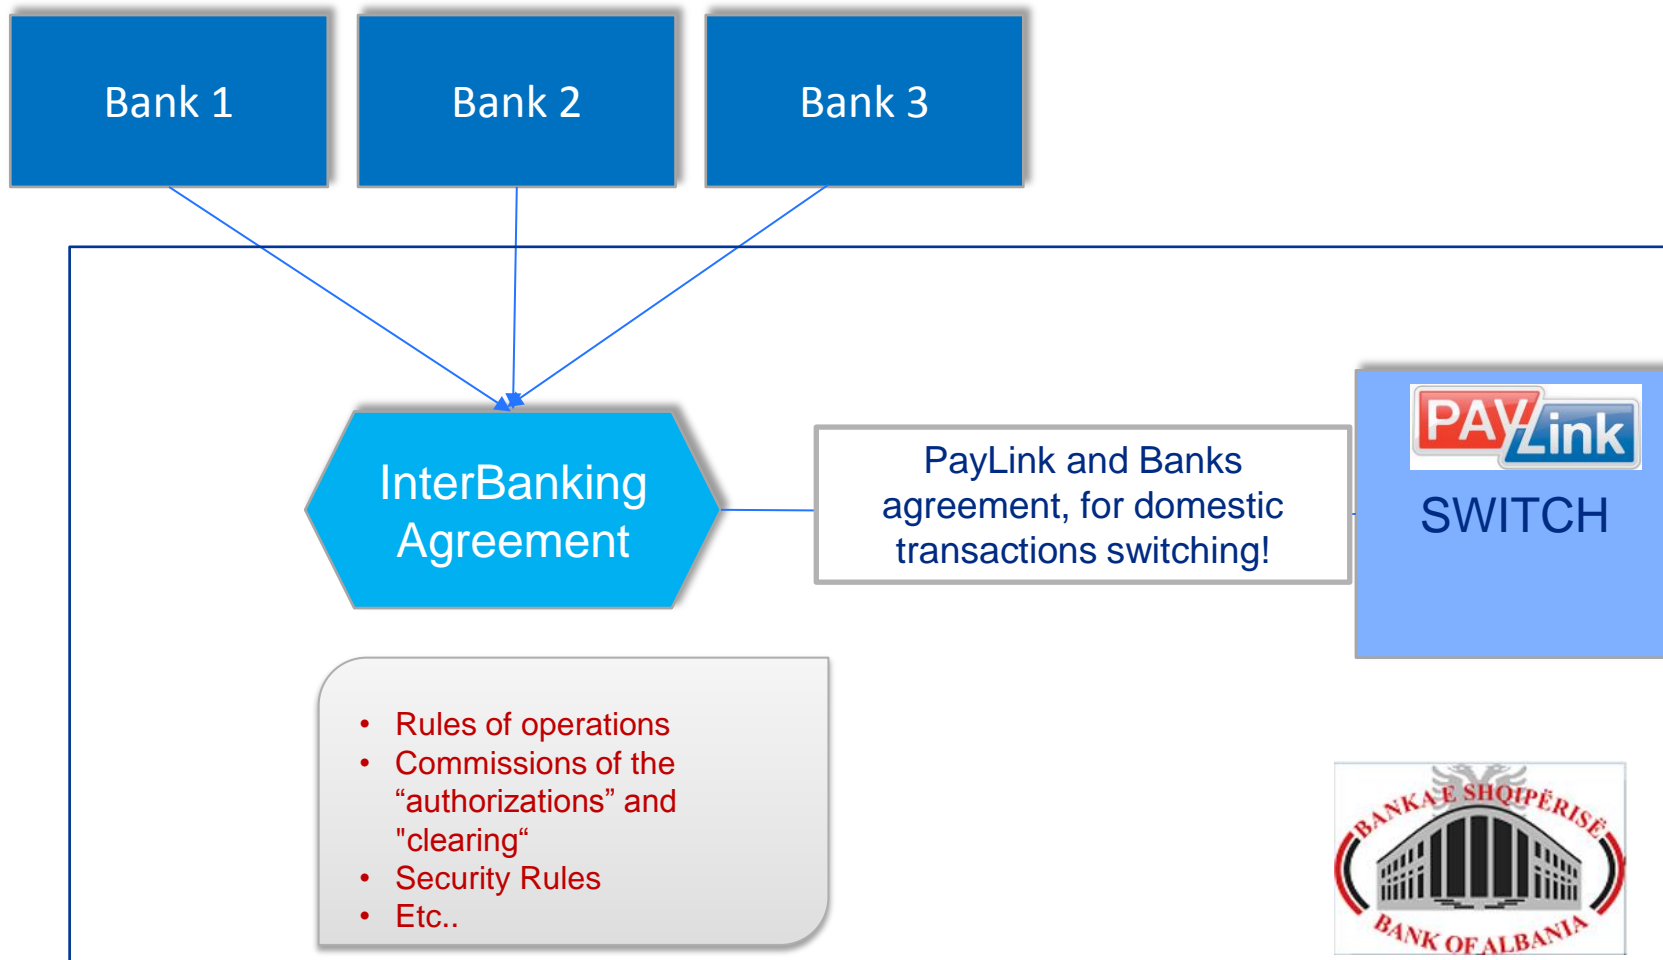 Bank 1
Bank 2
Bank 3
InterBanking
Agreement
PayLink and Banks
agreement, for domestic
transactions switching!
PAYLink
SWITCH
• Rules of operations
• Commissions of the
“authorizations” and
"clearing“
• Security Rules
• Etc..
BANKA E SHQIPËRISË
BANK OF ALBANIA